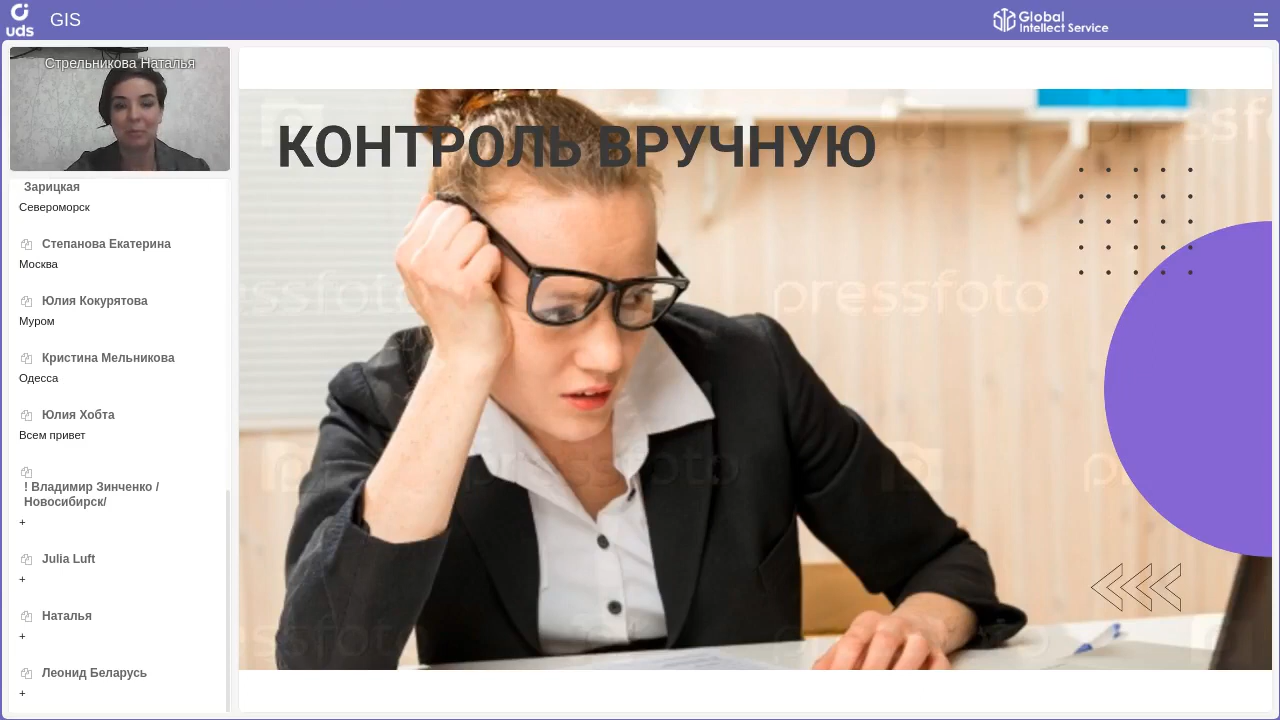 uds
GIS
Global
Intellect Service
Стрельникова Наталья
Зарицкая
Североморск
Степанова Екатерина
Москва
Юлия Кокурятова
Муром
Кристина Мельникова
Одесса
Юлия Хобта
Всем привет
! Владимир Зинченко /
Новосибирск/
+
Julia Luft
+
Наталья
+
Леонид Беларусь
+
КОНТРОЛЬ ВРУЧНУЮ
pressfoto